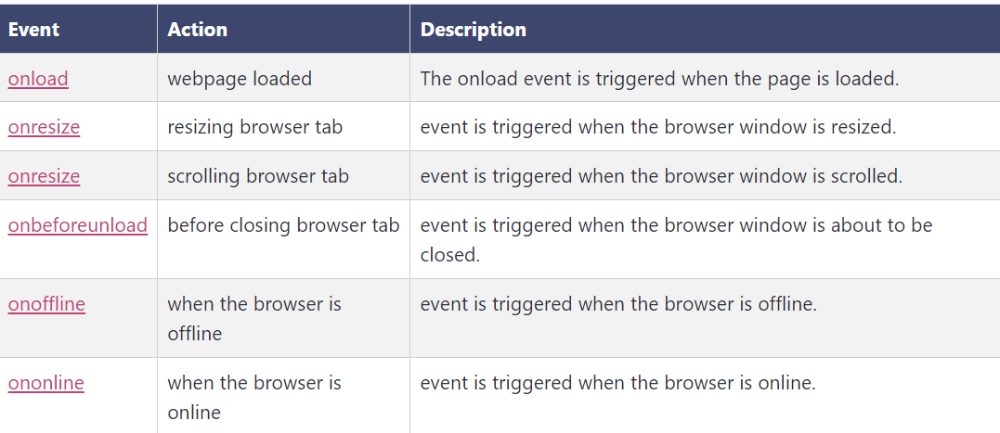 Event Action Description
onload webpage loaded The onload event is triggered when the page is loaded.
onresize resizing browser tab event is triggered when the browser window is resized.
onresize scrolling browser tab event is triggered when the browser window is scrolled.
onbeforeunload before closing browser tab event is triggered when the browser window is about to be
closed.
onoffline when the browser is event is triggered when the browser is offline.
offline
ononline when the browser is event is triggered when the browser is online.
online